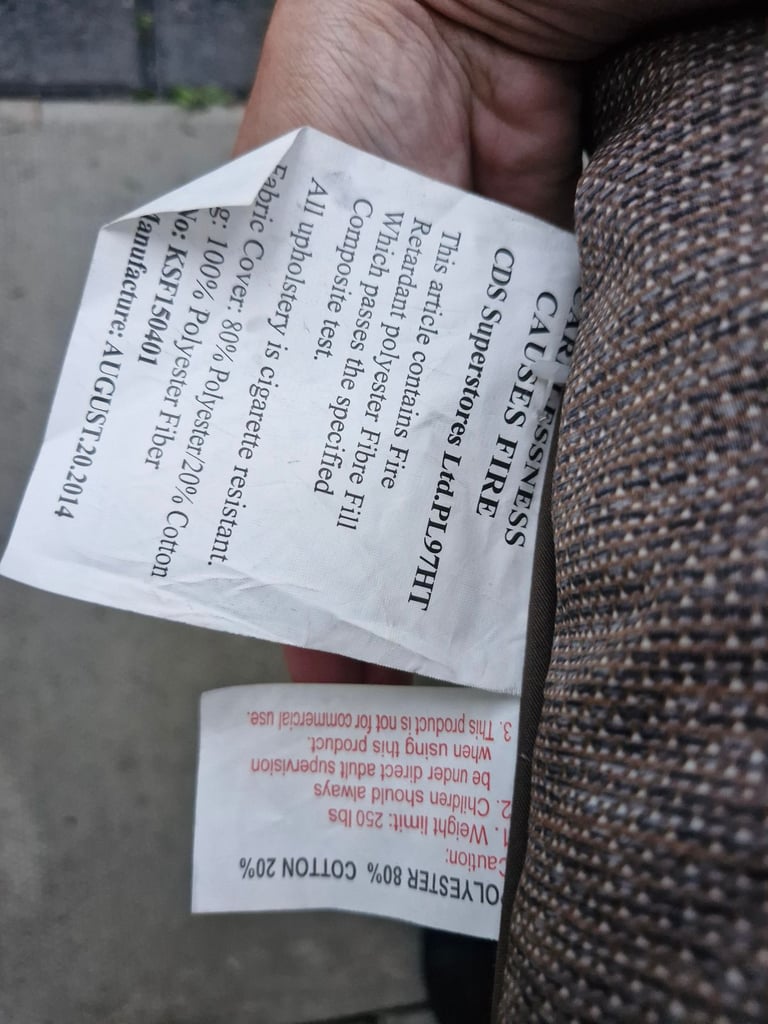 CARELESSNESS
CAUSES FIRE
CDS Superstores Ltd.PL97HT
This article contains Fire
Retardant polyester Fibre Fill
Which passes the specified
Composite test,
All upholstery is cigarette resistant.
Fabric Cover: 80% Polyester/20% Cotton
g: 100% Polyester Fiber
No: KSF150401
Manufacture: AUGUST.20.2014
POLYESTER 80% COTTON 20%
Caution:
1. Weight limit: 250 lbs
2. Children should always
be under direct adult supervision
when using this product.
3. This product is not for commercial use.